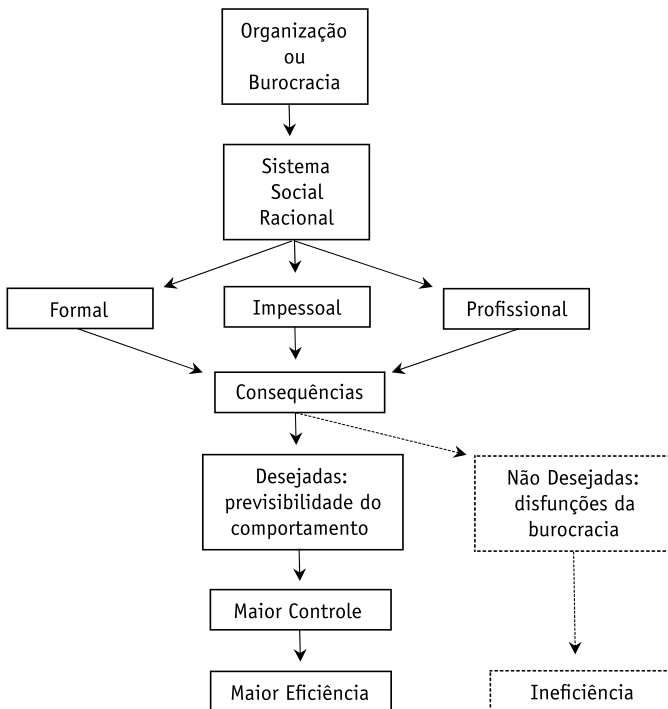 Organização
ou
Burocracia
Sistema
Social
Racional
Formal
Impessoal
Profissional
Consequências
Desejadas:
previsibilidade do
comportamento
Não Desejadas:
disfunções da
burocracia
Maior Controle
Maior Eficiência
Ineficiência